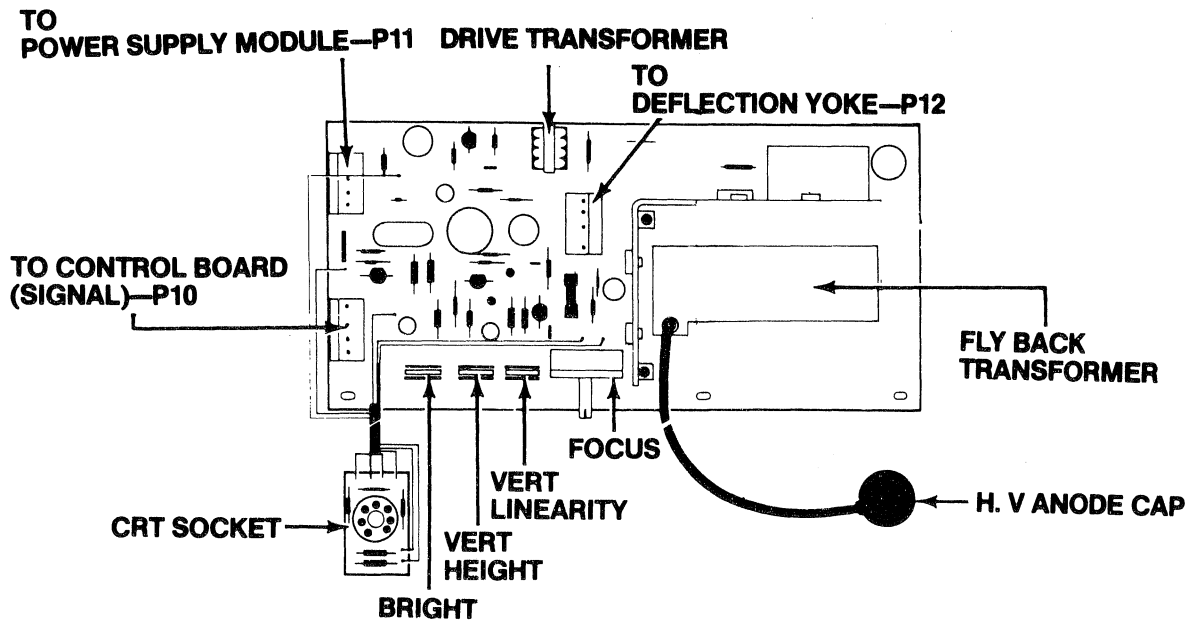 TO
POWER SUPPLY MODULE—P11
DRIVE TRANSFORMER
TO
DEFLECTION YOKE—P12
TO CONTROL BOARD
(SIGNAL)—P10
FLY BACK
TRANSFORMER
FOCUS
VERT
LINEARITY
H. V ANODE CAP
CRT SOCKET
VERT
HEIGHT
BRIGHT